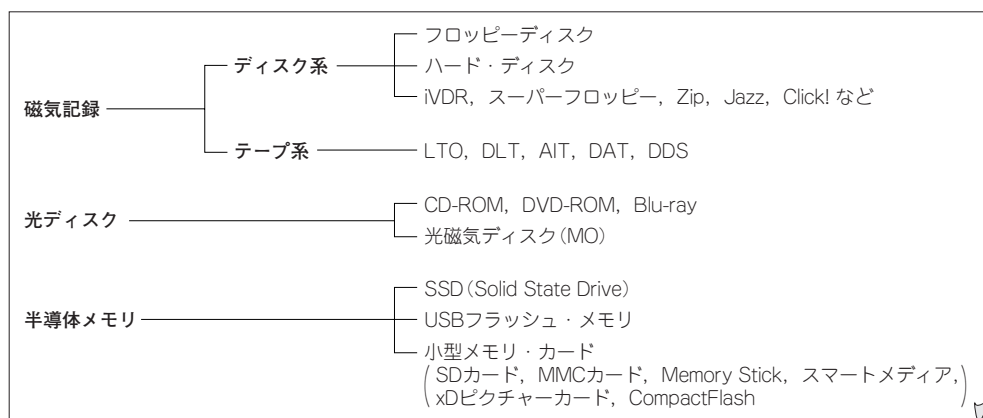 磁気記録
ディスク系
フロッピーディスク
ハード・ディスク
iVDR，スーパーフロッピー，Zip，Jazz，Click! など
テープ系
LTO，DLT，AIT，DAT，DDS
光ディスク
CD-ROM，DVD-ROM，Blu-ray
光磁気ディスク(MO)
半導体メモリ
SSD(Solid State Drive)
USBフラッシュ・メモリ
小型メモリ・カード
(SDカード，MMCカード，Memory Stick，スマートメディア，
xDピクチャーカード，CompactFlash)